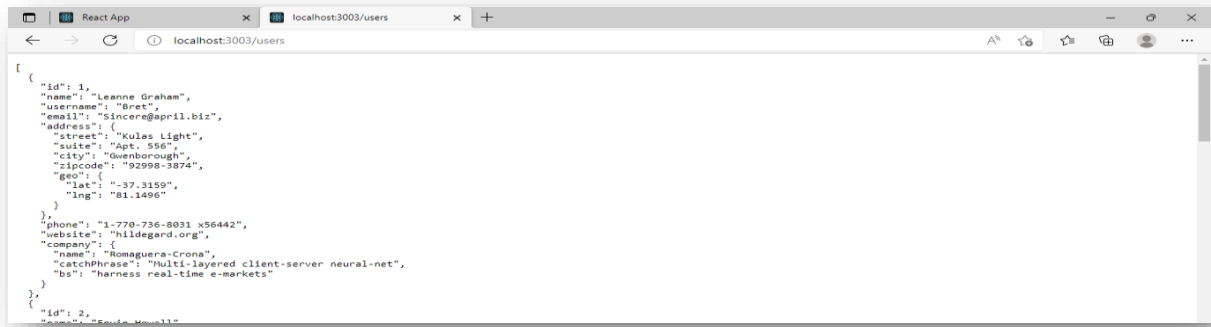 React App
localhost:3003/users
localhost:3003/users
[
  {
    "id": 1,
    "name": "Leanne Graham",
    "username": "Bret",
    "email": "Sincere@april.biz",
    "address": {
      "street": "Kulas Light",
      "suite": "Apt. 556",
      "city": "Gwenborough",
      "zipcode": "92998-3874",
      "geo": {
        "lat": "-37.3159",
        "lng": "81.1496"
      }
    },
    "phone": "1-770-736-8031 x56442",
    "website": "hildegard.org",
    "company": {
      "name": "Romaguera-Crona",
      "catchPhrase": "Multi-layered client-server neural-net",
      "bs": "harness real-time e-markets"
    }
  },
  {
    "id": 2,
    "name": "Ervin Howell"